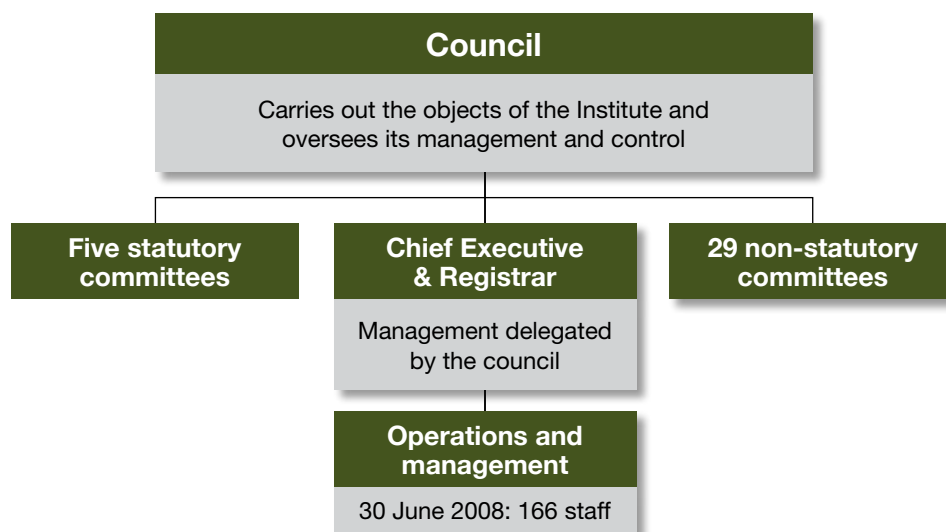 Council
Carries out the objects of the Institute and
oversees its management and control
Five statutory
committees
Chief Executive
& Registrar
Management delegated
by the council
29 non-statutory
committees
Operations and
management
30 June 2008: 166 staff